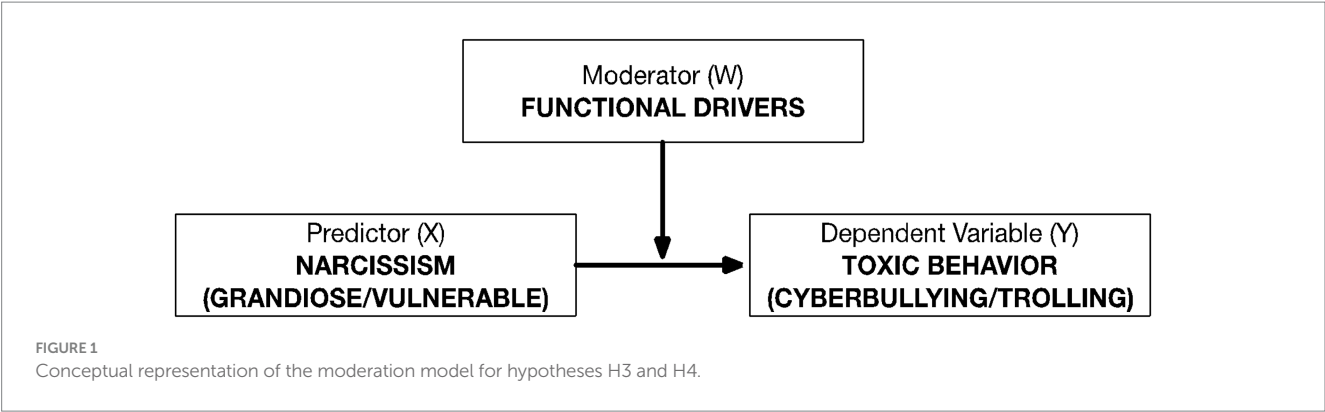 Moderator (W)
FUNCTIONAL DRIVERS
Predictor (X)
NARCISSISM
(GRANDIOSE/VULNERABLE)
Dependent Variable (Y)
TOXIC BEHAVIOR
(CYBERBULLYING/TROLLING)
FIGURE 1
Conceptual representation of the moderation model for hypotheses H3 and H4.